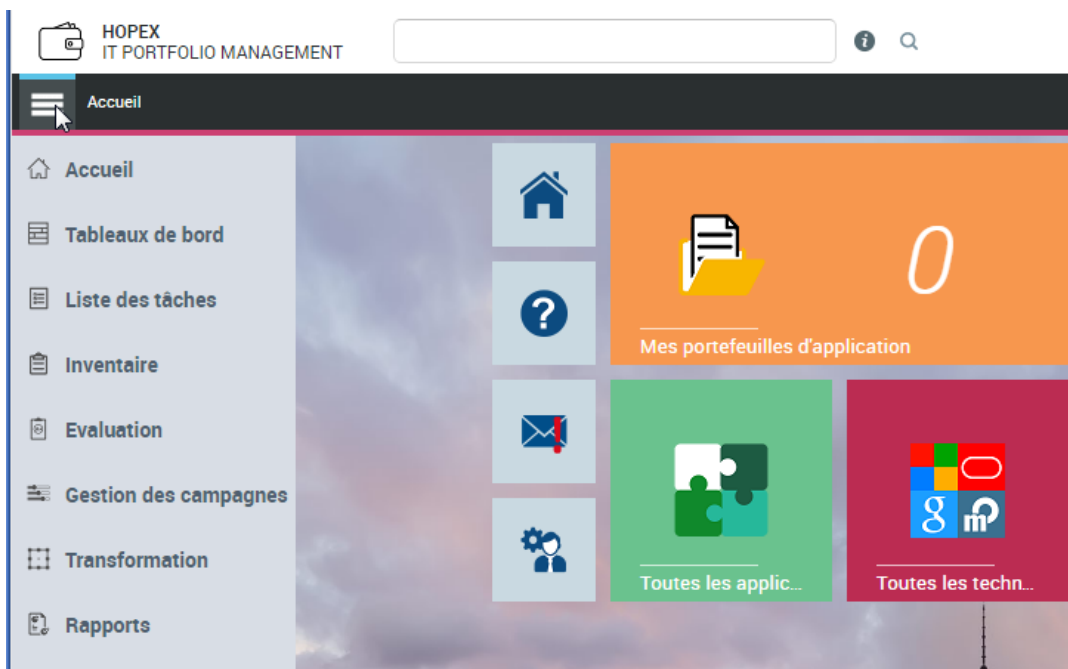 HOPEX
IT PORTFOLIO MANAGEMENT
Accueil
Accueil
Tableaux de bord
Liste des tâches
Inventaire
Evaluation
Gestion des campagnes
Transformation
Rapports
0
Mes portefeuilles d'application
Toutes les applic...
Toutes les techn...